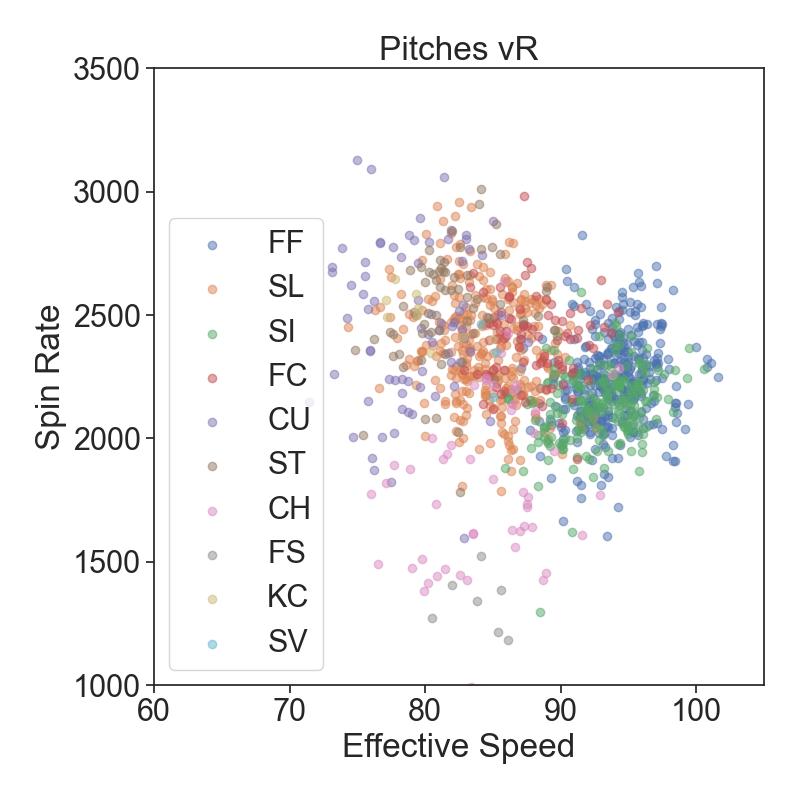 Pitches vR
3500
3000
2500
2000
1500
1000
Spin Rate
FF
SL
SI
FC
CU
ST
CH
FS
KC
SV
60
70
80
90
100
Effective Speed